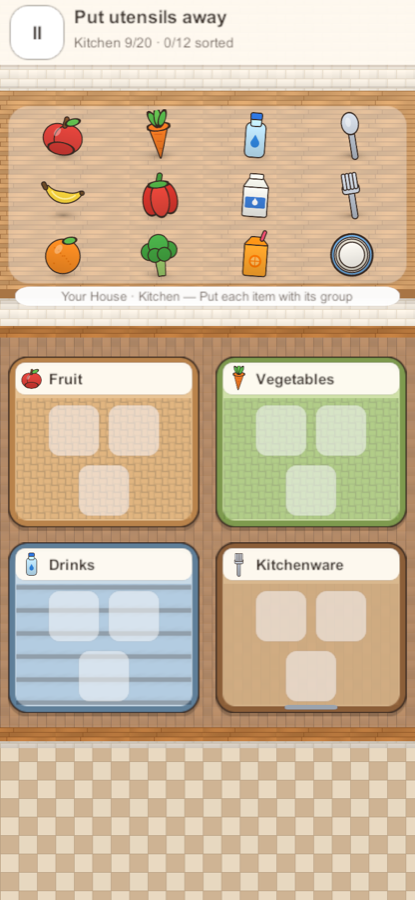 Put utensils away
Kitchen 9/20 · 0/12 sorted
Your House · Kitchen — Put each item with its group
Fruit
Vegetables
Drinks
Kitchenware